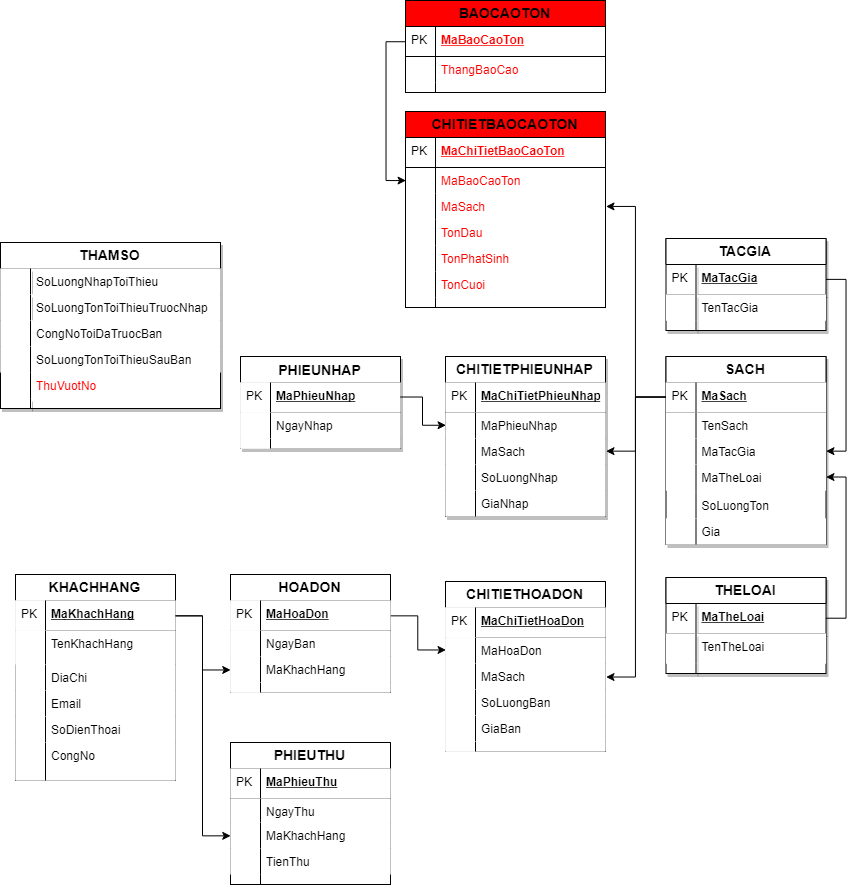 BAOCAOTON
PK MaBaoCaoTon
ThangBaoCao
CHITIETBAOCAOTON
PK MaChiTietBaoCaoTon
MaBaoCaoTon
MaSach
TonDau
TonPhatSinh
TonCuoi
THAMSO
SoLuongNhapToiThieu
SoLuongTonToiThieuTruocNhap
CongNoToiDaTruocBan
SoLuongTonToiThieuSauBan
ThuVuotNo
TACGIA
PK MaTacGia
TenTacGia
PHIEUNHAP
PK MaPhieuNhap
NgayNhap
CHITIETPHIEUNHAP
PK MaChiTietPhieuNhap
MaPhieuNhap
MaSach
SoLuongNhap
GiaNhap
SACH
PK MaSach
TenSach
MaTacGia
MaTheLoai
SoLuongTon
Gia
KHACHHANG
PK MaKhachHang
TenKhachHang
DiaChi
Email
SoDienThoai
CongNo
HOADON
PK MaHoaDon
NgayBan
MaKhachHang
CHITIETHOADON
PK MaChiTietHoaDon
MaHoaDon
MaSach
SoLuongBan
GiaBan
THELOAI
PK MaTheLoai
TenTheLoai
PHIEUTHU
PK MaPhieuThu
NgayThu
MaKhachHang
TienThu